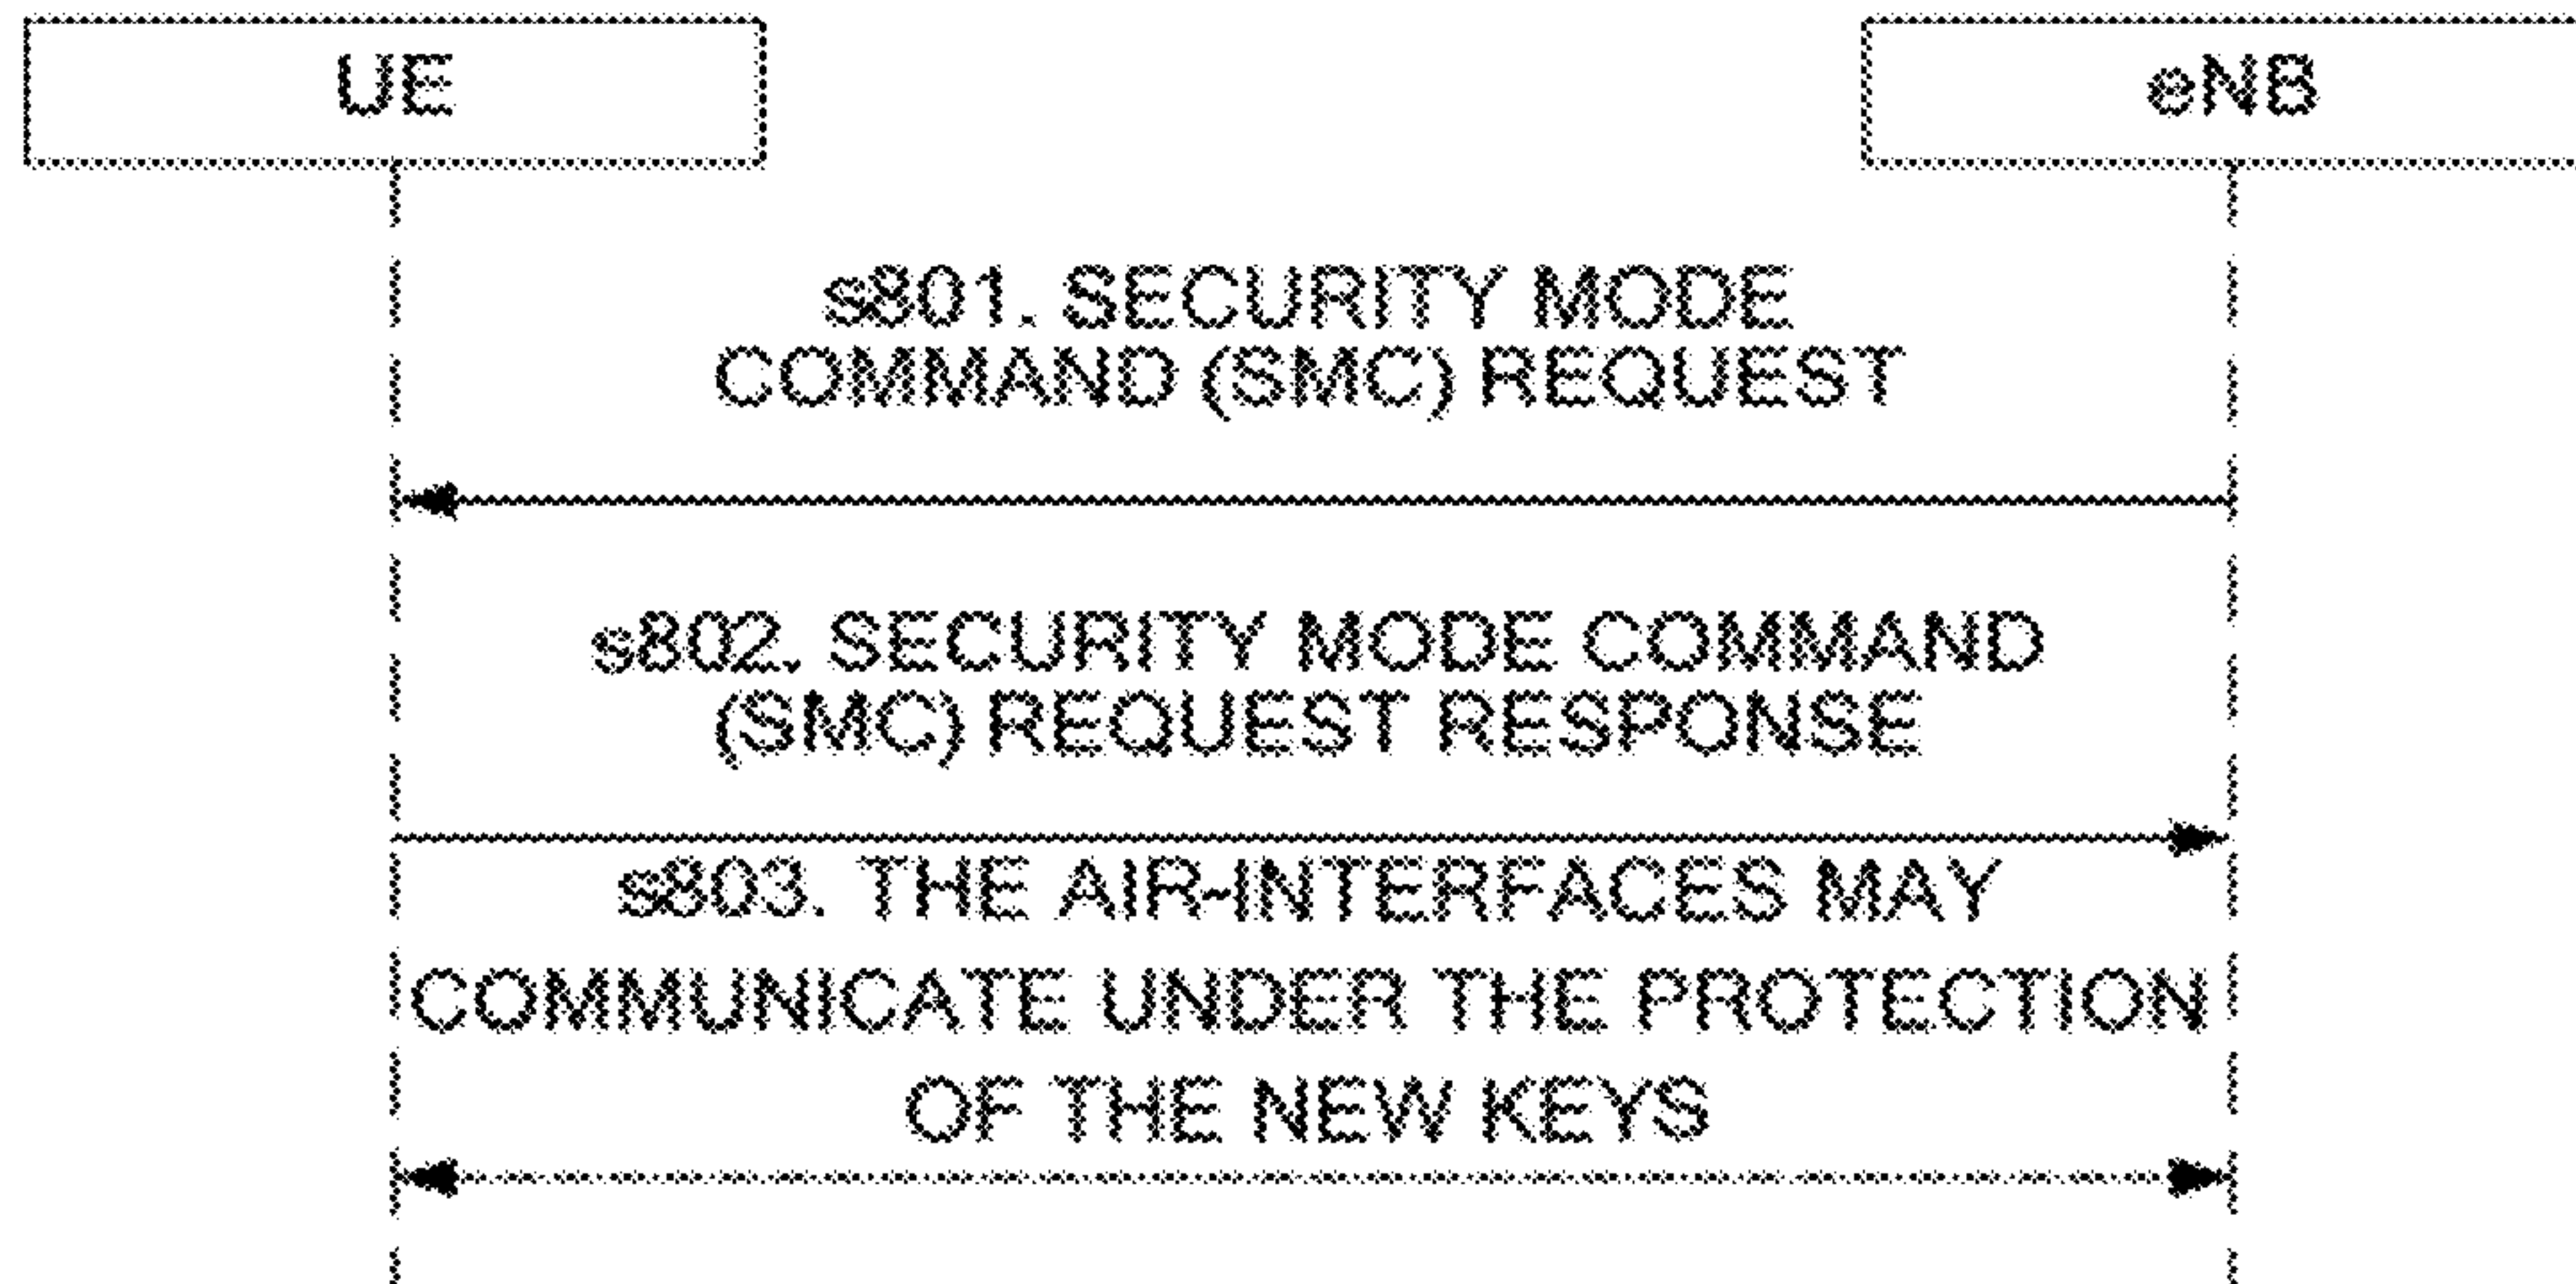 UE
eNB
s801. SECURITY MODE
COMMAND (SMC) REQUEST
s802. SECURITY MODE COMMAND
(SMC) REQUEST RESPONSE
s803. THE AIR-INTERFACES MAY
COMMUNICATE UNDER THE PROTECTION
OF THE NEW KEYS